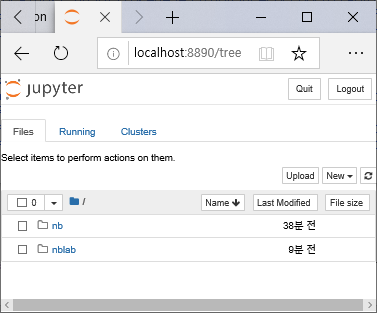 on
localhost:8890/tree
jupyter
Quit Logout
Files Running Clusters
Select items to perform actions on them.
Upload New
0 / Name Last Modified File size
nb 38분 전
nblab 9분 전